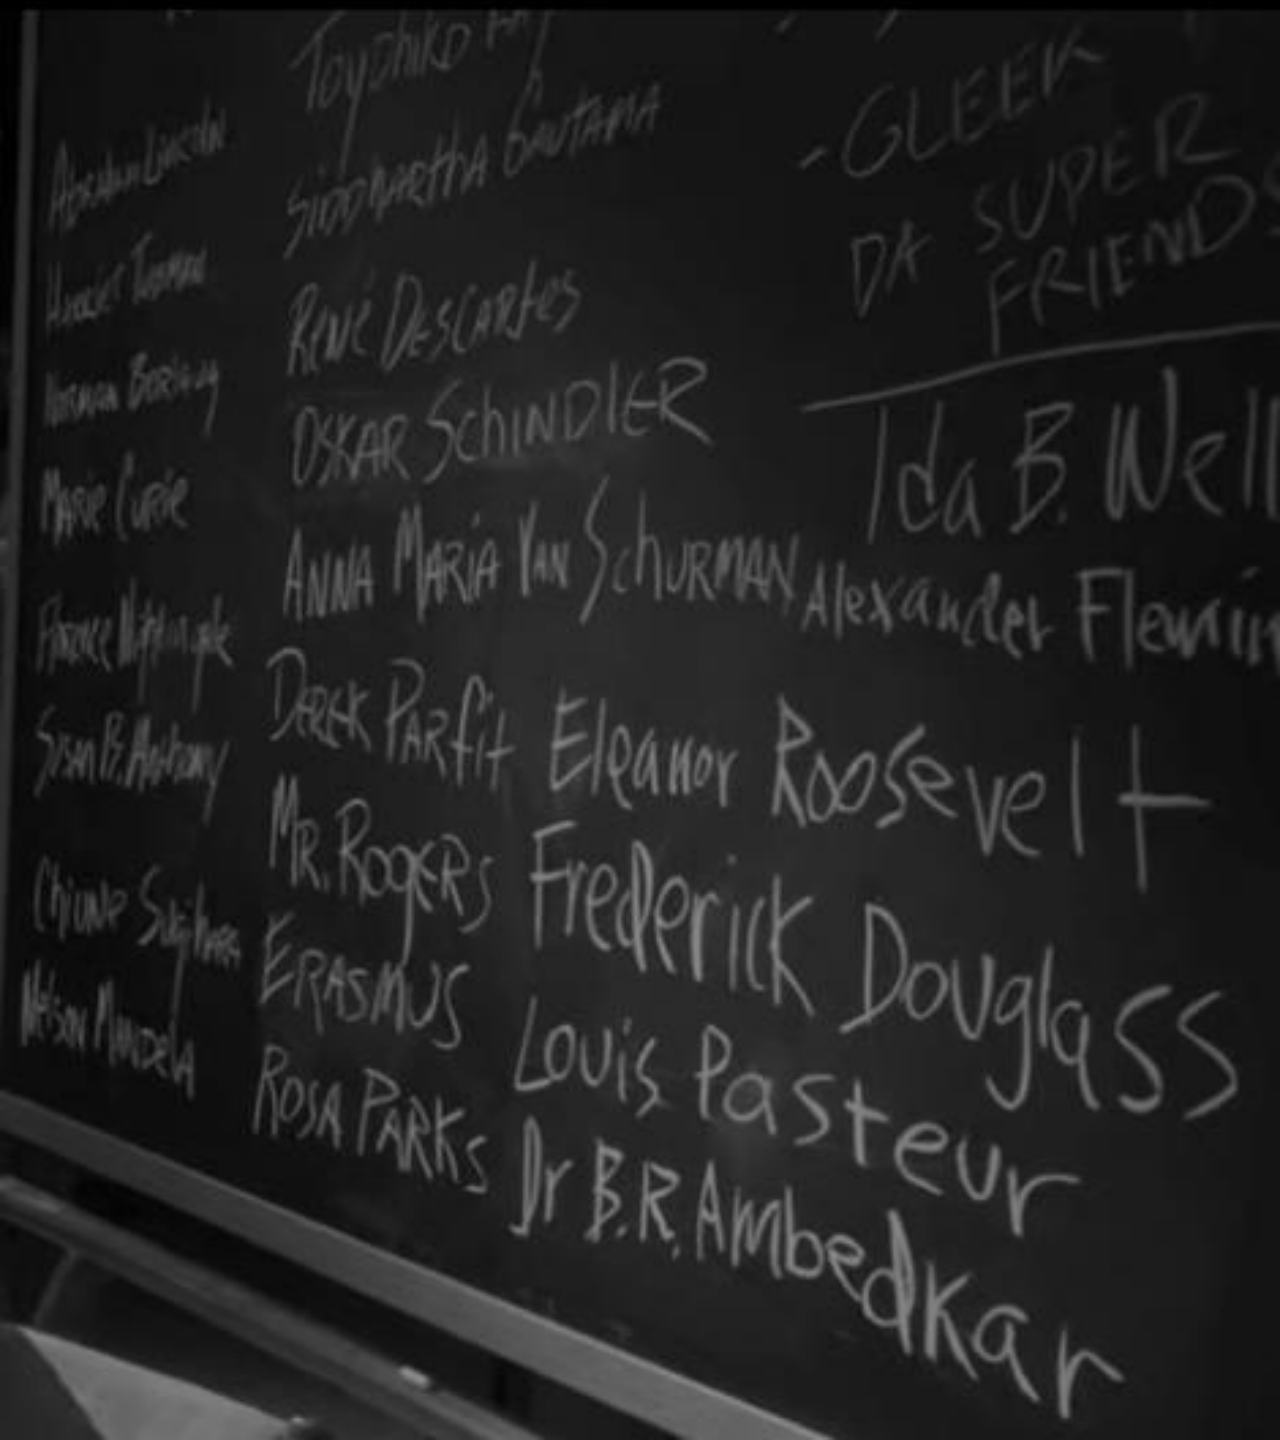 Toyohiko
Abraham Lincoln
Siddhartha Gautama
Harriet Tubman
René Descartes
Norman Borlaug
Oskar Schindler
Marie Curie
Anna Maria Van Schurman
Florence Nightingale
Derek Parfit
Susan B. Anthony
Mr. Rogers
Chiune Sugihara
Erasmus
Nelson Mandela
Rosa Parks
- GLEEK
DA SUPER
FRIENDS
Ida B. Well
Alexander Flemin
Eleanor Roosevelt
Frederick Douglass
Louis Pasteur
Dr B.R. Ambedkar